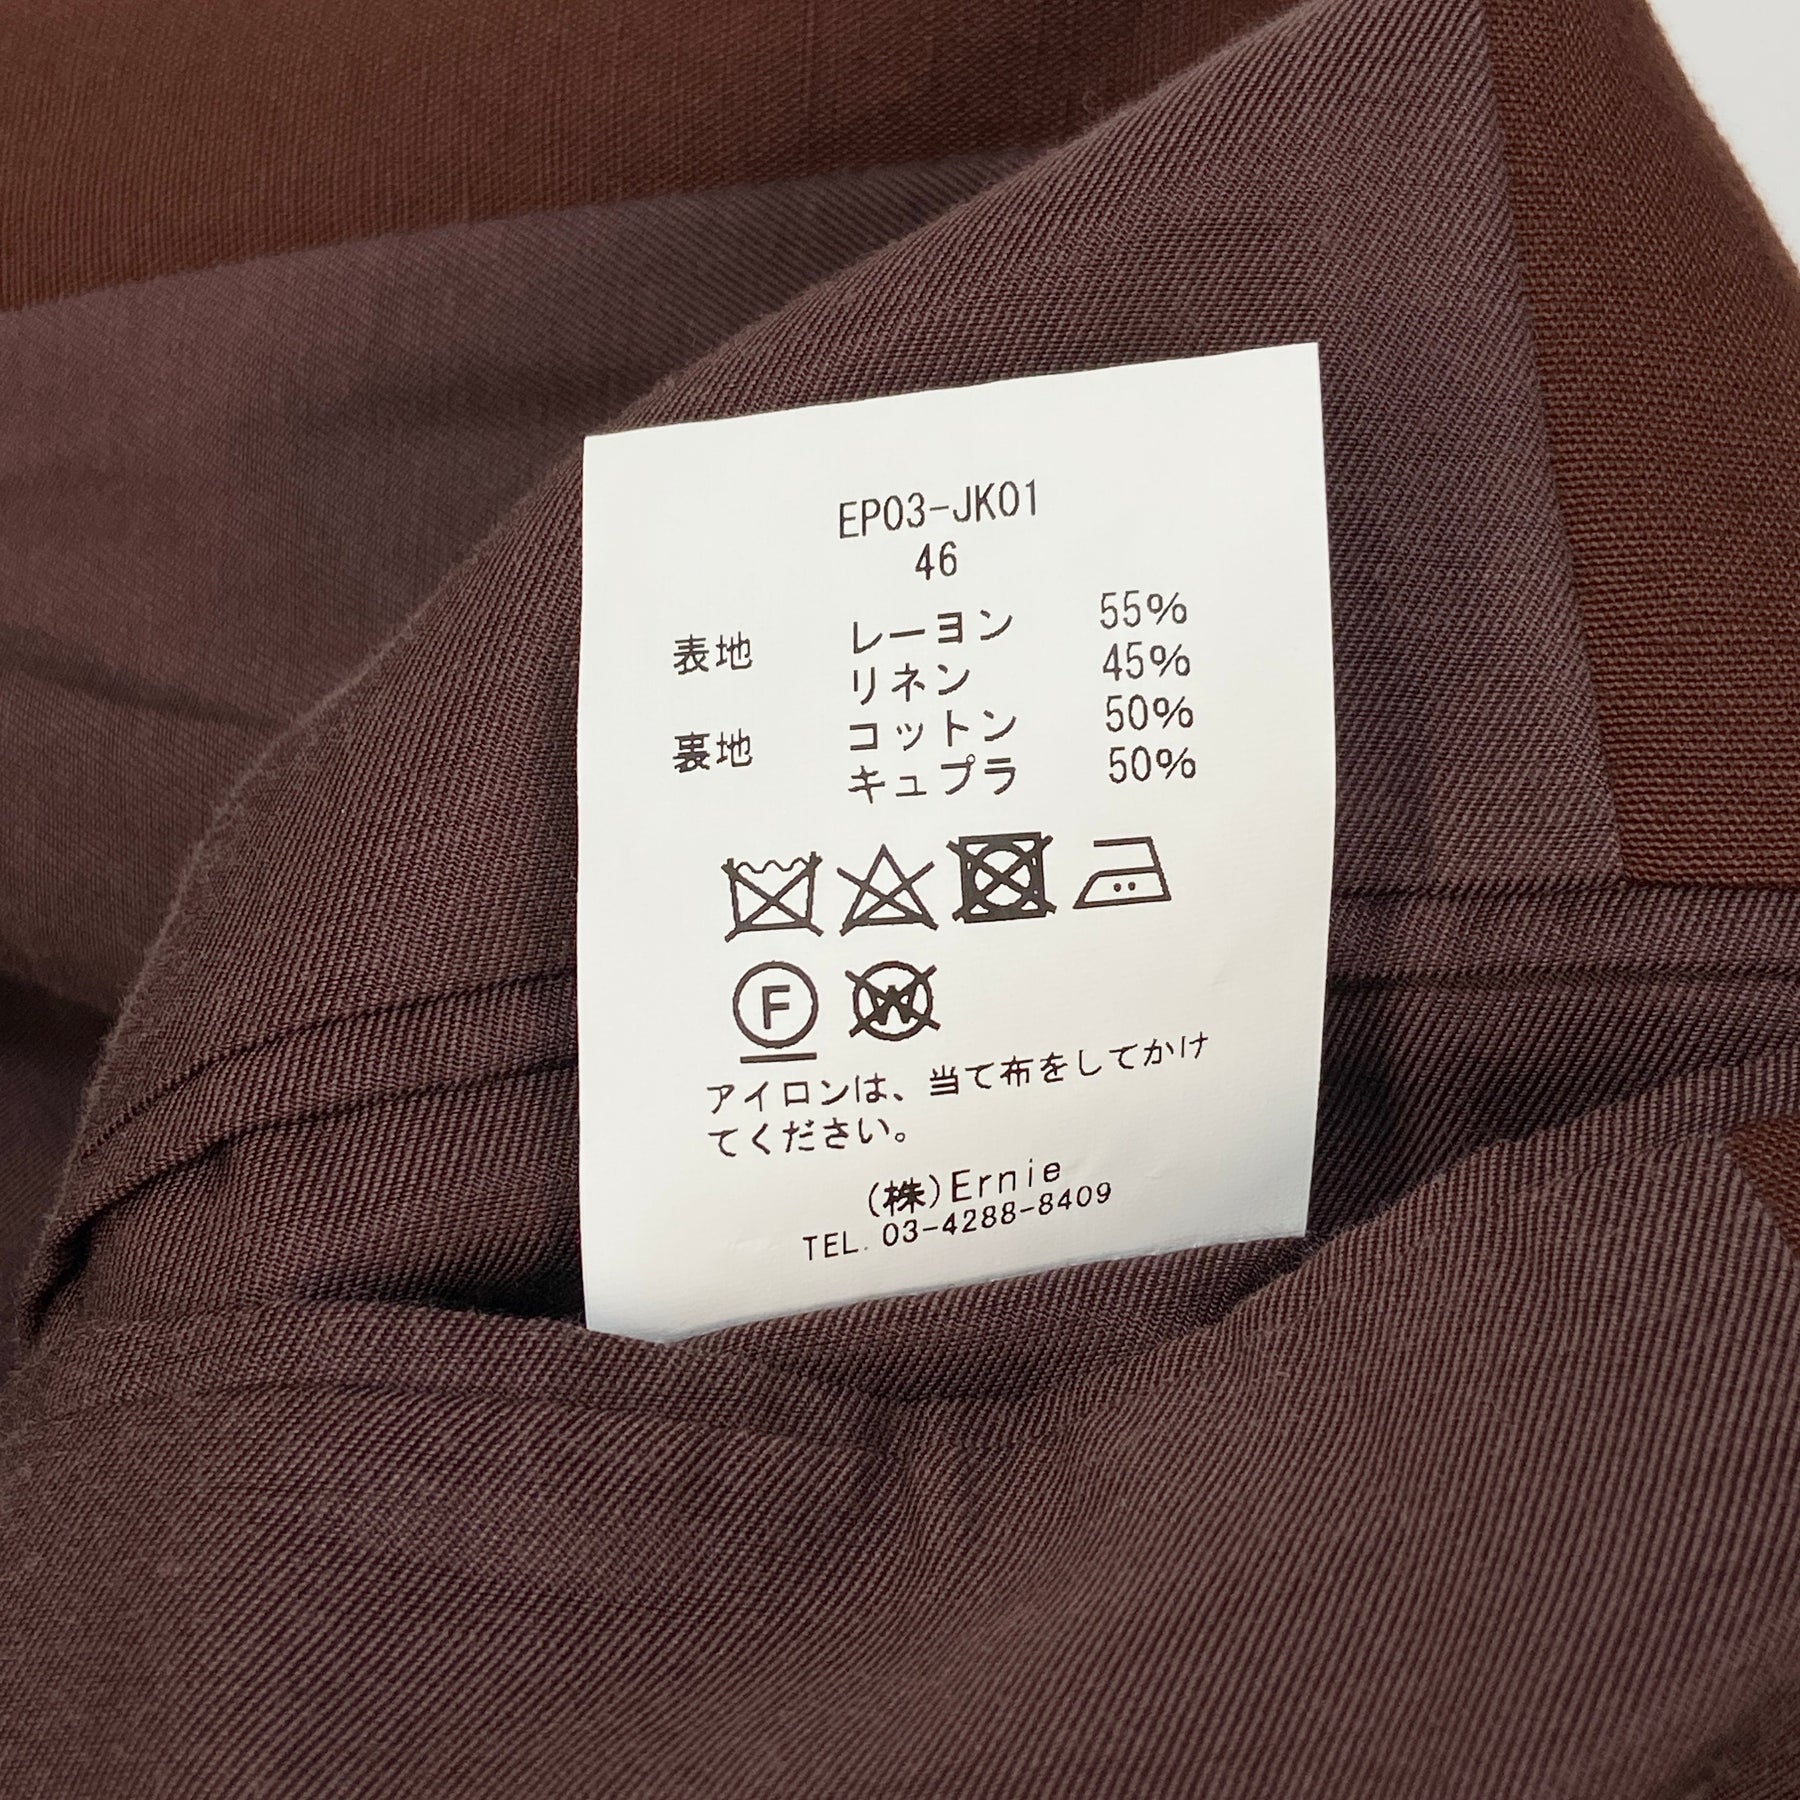 EP03-JK01
46
表地 レーヨン 55%
リネン 45%
裏地 コットン 50%
キュプラ 50%
F W
アイロンは、当て布をしてかけ
てください。
(株)Ernie
TEL. 03-4288-8409